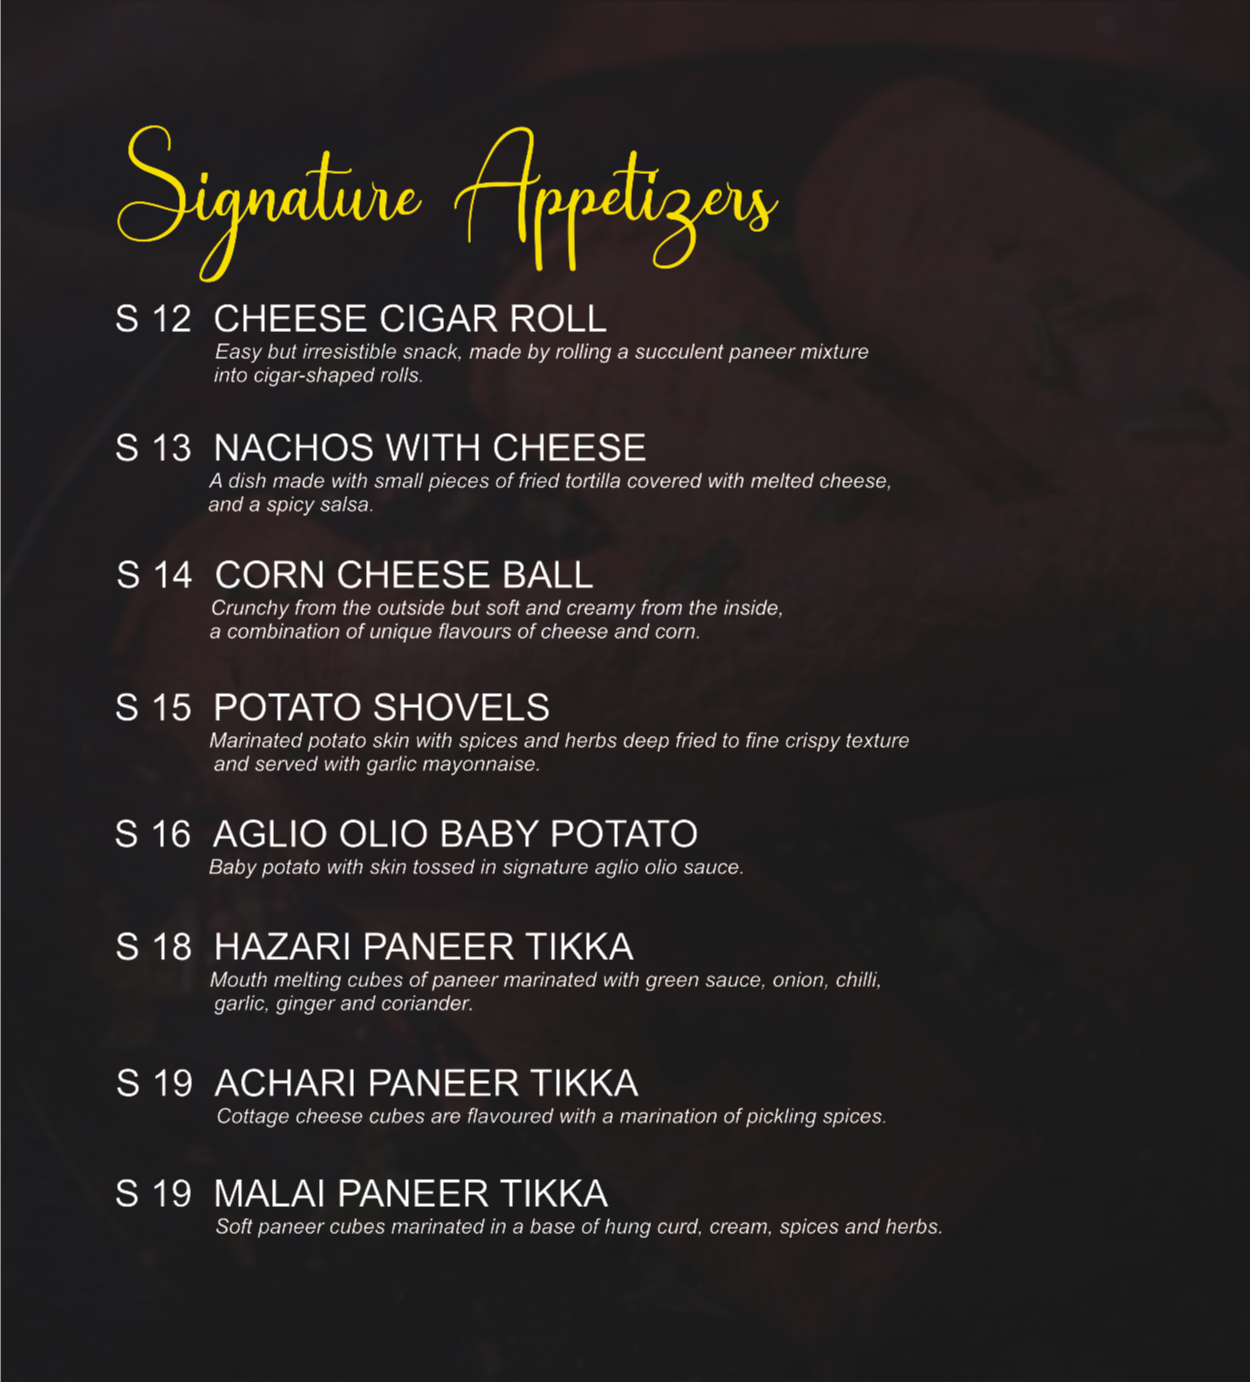 Signature Appetizers
S 12 CHEESE CIGAR ROLL
Easy but irresistible snack, made by rolling a succulent paneer mixture
into cigar-shaped rolls.
S 13 NACHOS WITH CHEESE
A dish made with small pieces of fried tortilla covered with melted cheese,
and a spicy salsa.
S 14 CORN CHEESE BALL
Crunchy from the outside but soft and creamy from the inside,
a combination of unique flavours of cheese and corn.
S 15 POTATO SHOVELS
Marinated potato skin with spices and herbs deep fried to fine crispy texture
and served with garlic mayonnaise.
S 16 AGLIO OLIO BABY POTATO
Baby potato with skin tossed in signature aglio olio sauce.
S 18 HAZARI PANEER TIKKA
Mouth melting cubes of paneer marinated with green sauce, onion, chilli,
garlic, ginger and coriander.
S 19 ACHARI PANEER TIKKA
Cottage cheese cubes are flavoured with a marination of pickling spices.
S 19 MALAI PANEER TIKKA
Soft paneer cubes marinated in a base of hung curd, cream, spices and herbs.